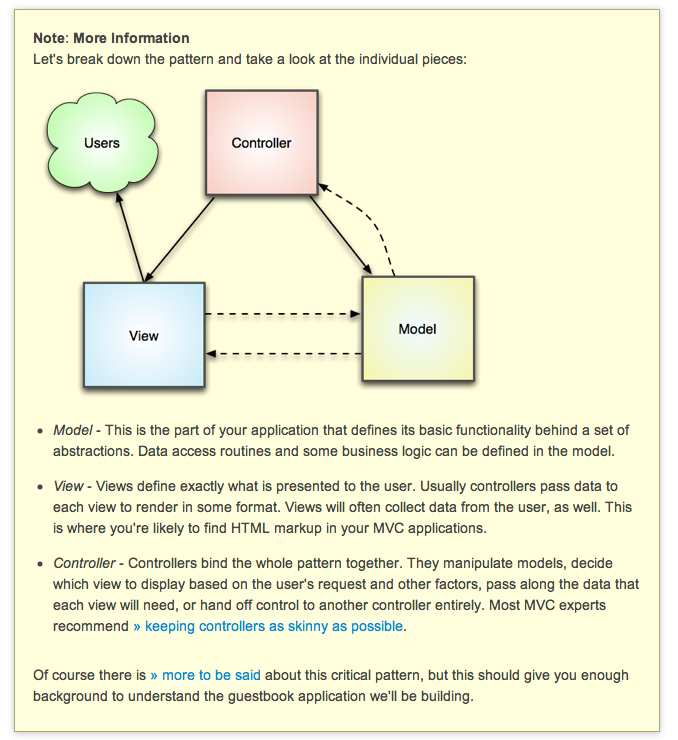 Note: More Information
Let's break down the pattern and take a look at the individual pieces:
Users
Controller
View
Model
• Model - This is the part of your application that defines its basic functionality behind a set of
abstractions. Data access routines and some business logic can be defined in the model.
• View - Views define exactly what is presented to the user. Usually controllers pass data to
each view to render in some format. Views will often collect data from the user, as well. This
is where you're likely to find HTML markup in your MVC applications.
• Controller - Controllers bind the whole pattern together. They manipulate models, decide
which view to display based on the user's request and other factors, pass along the data that
each view will need, or hand off control to another controller entirely. Most MVC experts
recommend » keeping controllers as skinny as possible.
Of course there is » more to be said about this critical pattern, but this should give you enough
background to understand the guestbook application we'll be building.